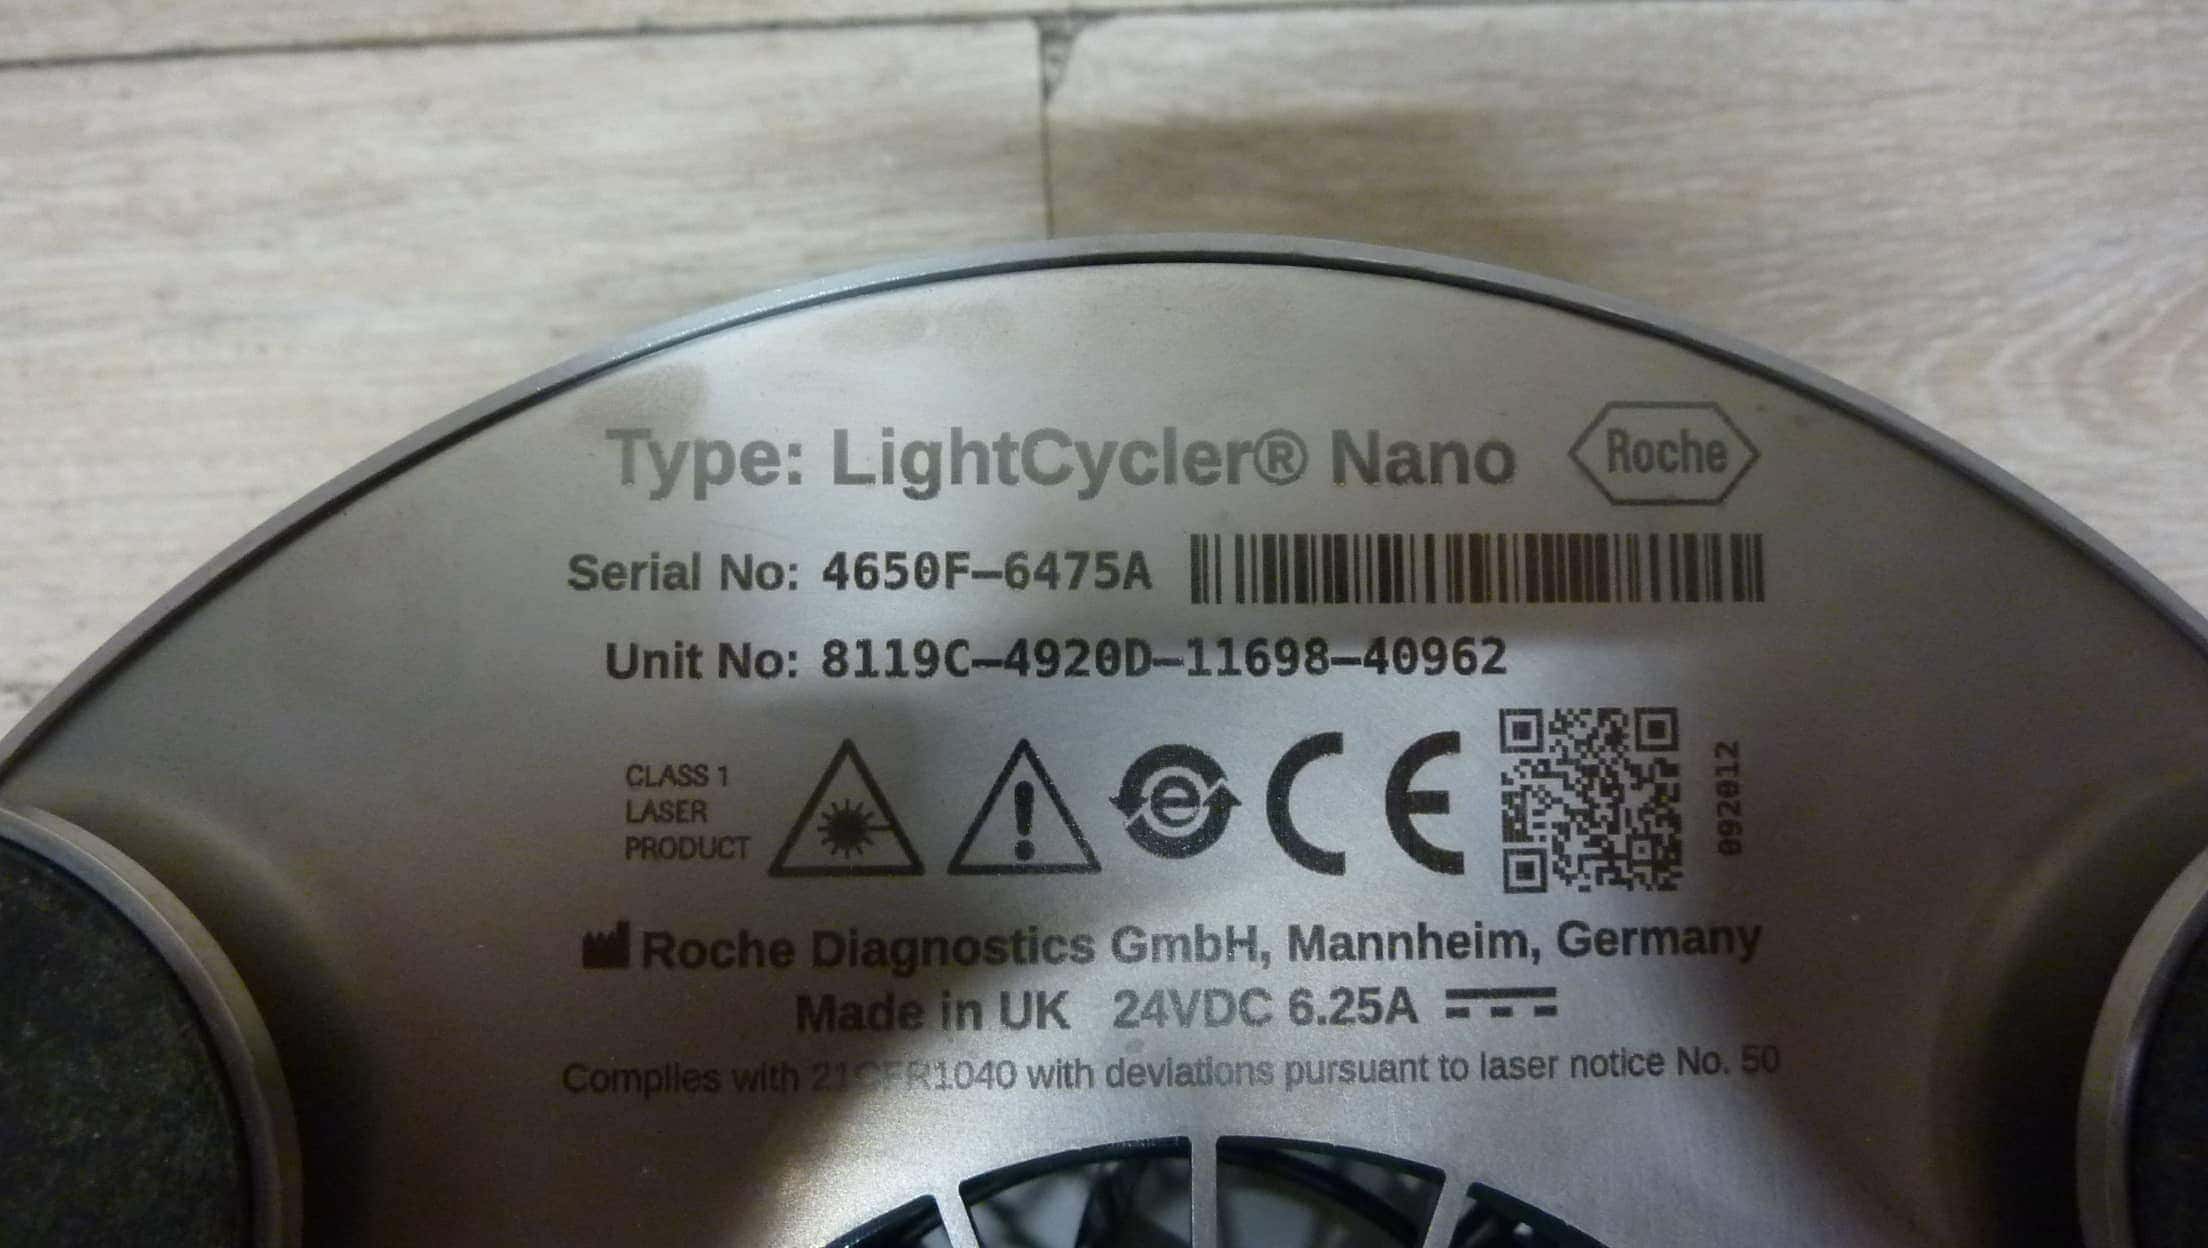 Type: LightCycler® Nano Roche
Serial No: 4650F–6475A
Unit No: 8119C–4920D–11698–40962
CLASS 1
LASER
PRODUCT
e CE
092012
Roche Diagnostics GmbH, Mannheim, Germany
Made in UK 24VDC 6.25A
Complies with 21CFR1040 with deviations pursuant to laser notice No. 50